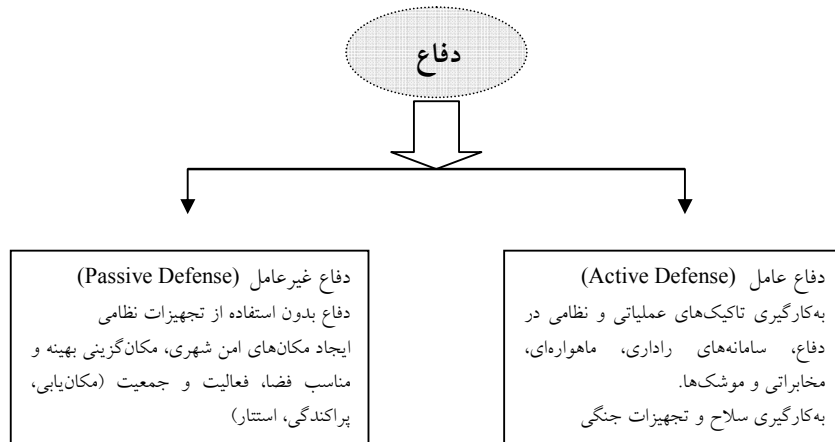 دفاع
دفاع عامل (Active Defense)
به‌کارگیری تاکیک‌های عملیاتی و نظامی در
دفاع، سامانه‌های راداری، ماهواره‌ای،
مخابراتی و موشک‌ها.
به‌کارگیری سلاح و تجهیزات جنگی
دفاع غیرعامل (Passive Defense)
دفاع بدون استفاده از تجهیزات نظامی
ایجاد مکان‌های امن شهری، مکان‌گزینی بهینه و
مناسب فضا، فعالیت و جمعیت (مکان‌یابی،
پراکندگی، استتار)